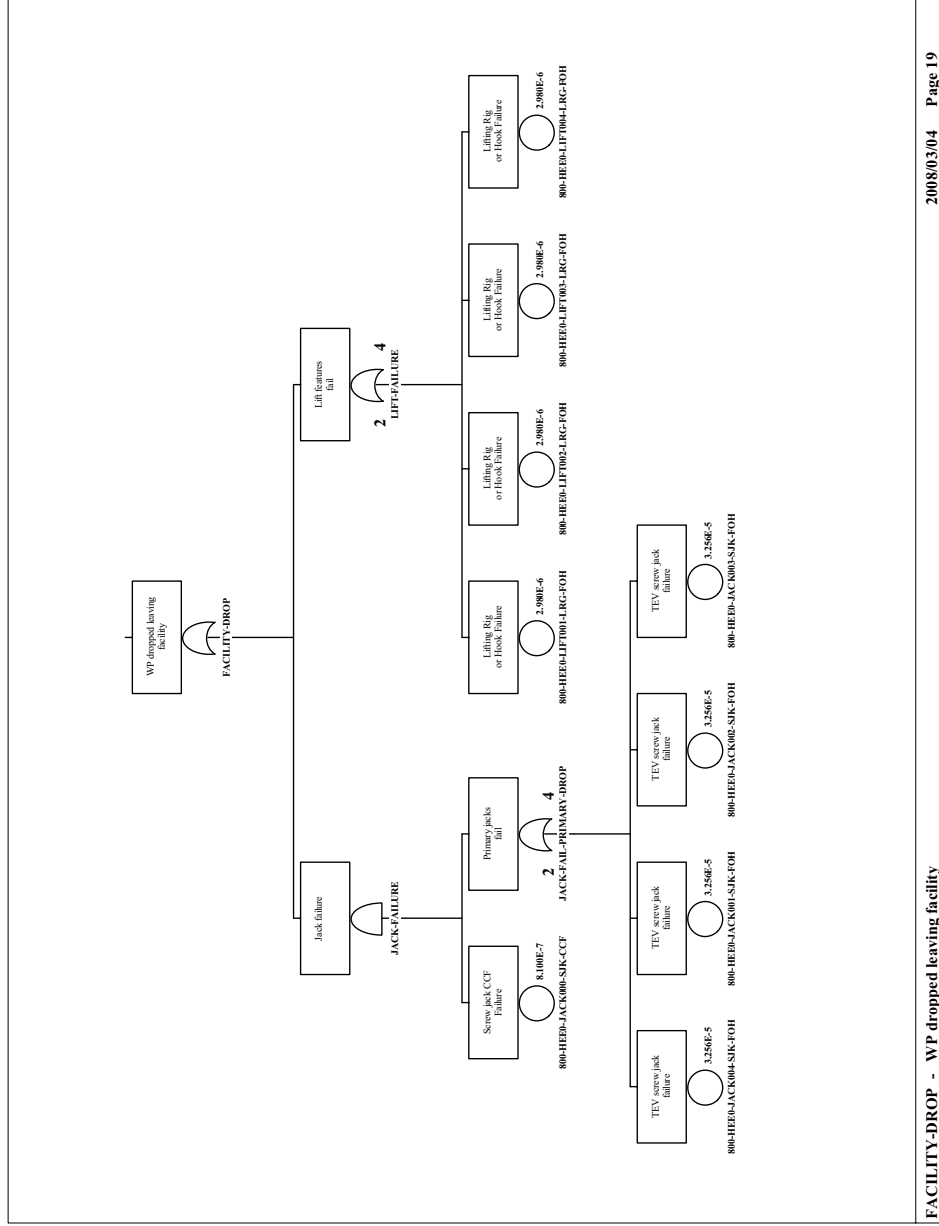 WP dropped leaving
facility
FACILITY-DROP
Jack failure
JACK-FAILURE
Lift features
fail
2 4
LIFT-FAILURE
Screw jack CCF
Failure
8.100E-7
800-HEE0-JACK000-SJK-CCF
Primary jacks
fail
2 4
JACK-FAIL-PRIMARY-DROP
Lifting Rig
or Hook Failure
2.980E-6
800-HEE0-LIFT001-LRG-FOH
Lifting Rig
or Hook Failure
2.980E-6
800-HEE0-LIFT002-LRG-FOH
Lifting Rig
or Hook Failure
2.980E-6
800-HEE0-LIFT003-LRG-FOH
Lifting Rig
or Hook Failure
2.980E-6
800-HEE0-LIFT004-LRG-FOH
TEV screw jack
failure
3.256E-5
800-HEE0-JACK004-SJK-FOH
TEV screw jack
failure
3.256E-5
800-HEE0-JACK001-SJK-FOH
TEV screw jack
failure
3.256E-5
800-HEE0-JACK002-SJK-FOH
TEV screw jack
failure
3.256E-5
800-HEE0-JACK003-SJK-FOH
FACILITY-DROP - WP dropped leaving facility
2008/03/04 Page 19